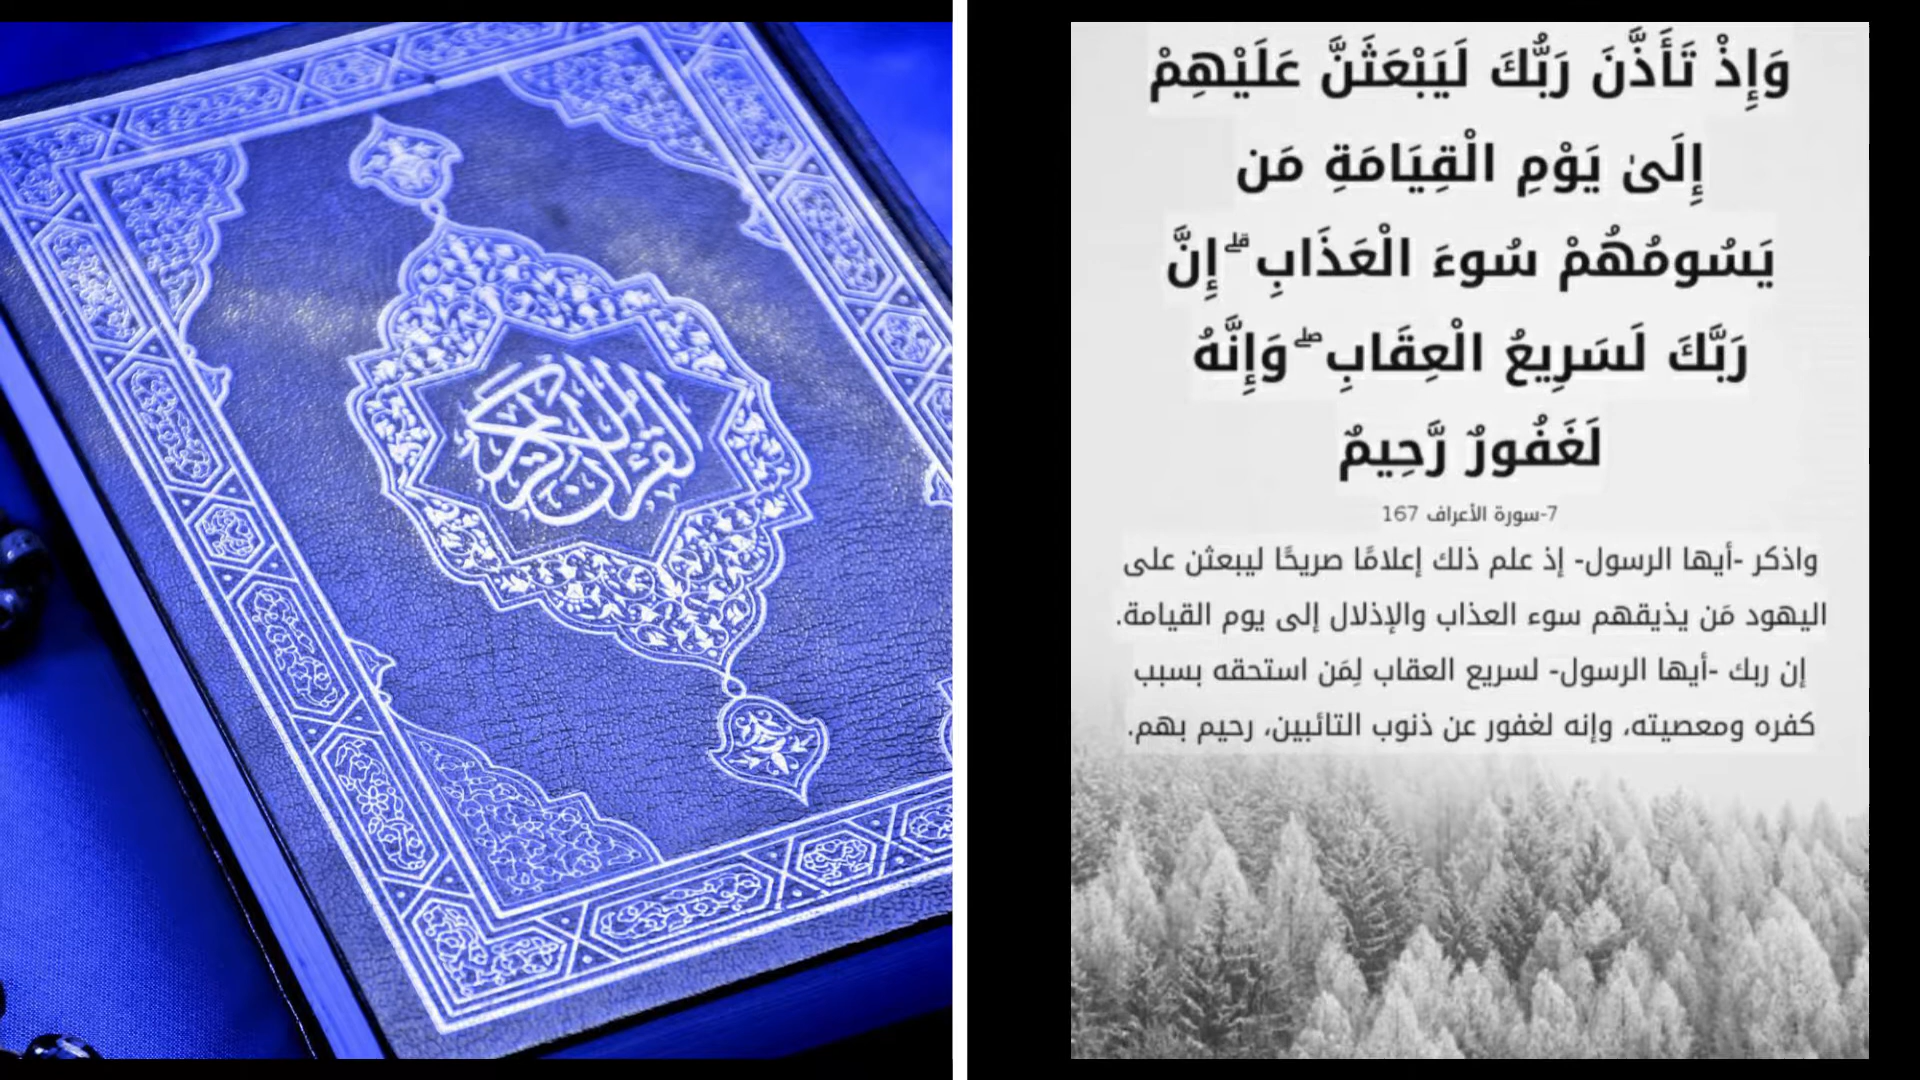 القرآن الكريم
وَإِذْ تَأَذَّنَ رَبُّكَ لَيَبْعَثَنَّ عَلَيْهِمْ
إِلَىٰ يَوْمِ الْقِيَامَةِ مَن
يَسُومُهُمْ سُوءَ الْعَذَابِ ۗ إِنَّ
رَبَّكَ لَسَرِيعُ الْعِقَابِ ۖ وَإِنَّهُ
لَغَفُورٌ رَّحِيمٌ
7-سورة الأعراف 167
واذكر -أيها الرسول- إذ علم ذلك إعلامًا صريحًا ليبعثن على
اليهود مَن يذيقهم سوء العذاب والإذلال إلى يوم القيامة.
إن ربك -أيها الرسول- لسريع العقاب لِمَن استحقه بسبب
كفره ومعصيته، وإنه لغفور عن ذنوب التائبين، رحيم بهم.